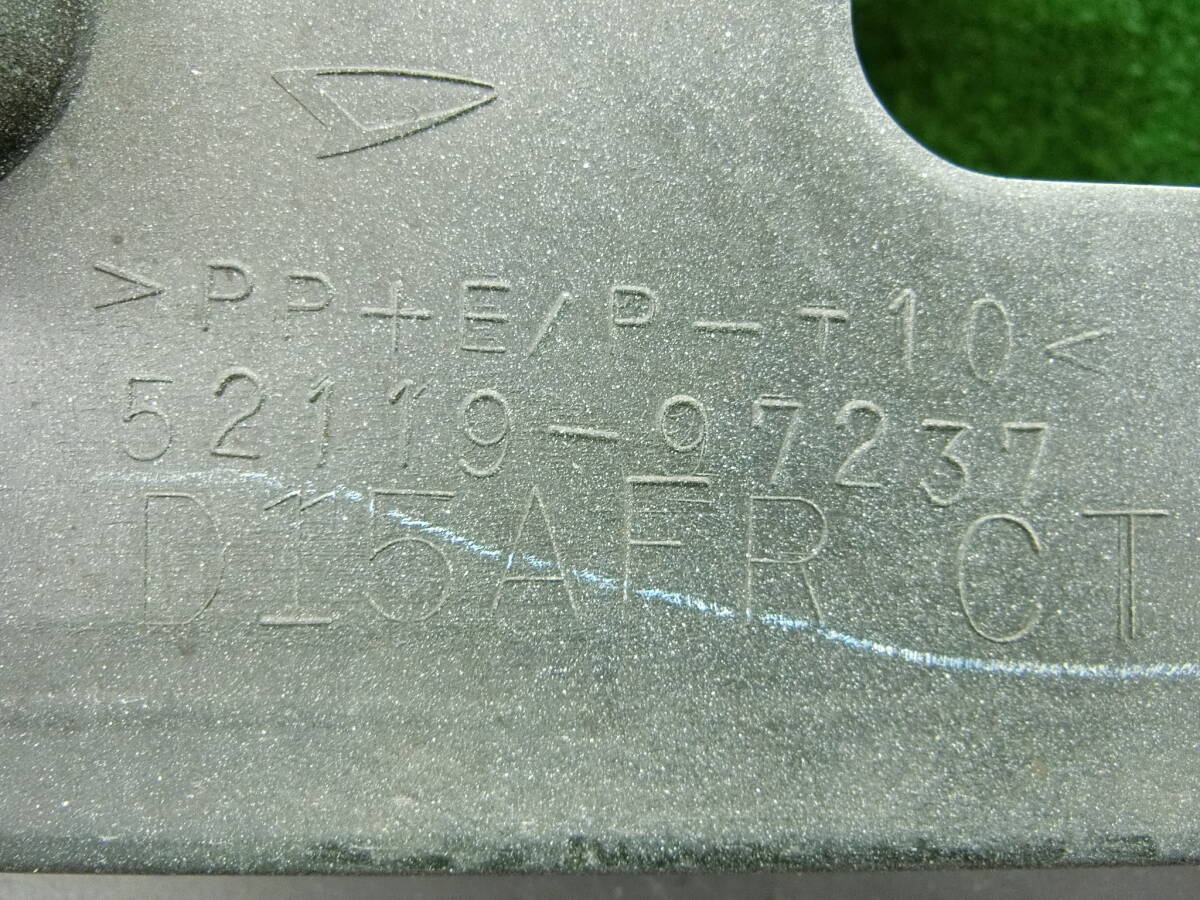 >PP+E/P-T10<
52119-97237
D15AFR CT